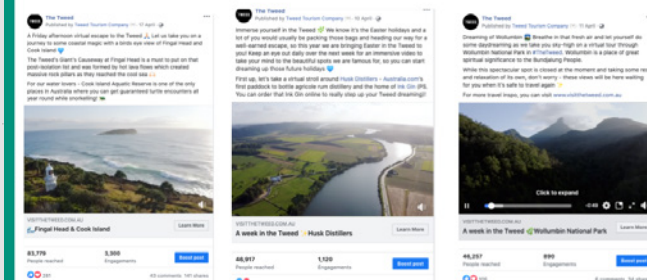 The Tweed
Published by Tweed Tourism Company · 17 April ·
A Friday afternoon virtual escape to the Tweed. Let us take you on a
journey to some coastal magic with a birds eye view of Fingal Head and
Cook Island
The Tweed's Giant's Causeway at Fingal Head is a must to put on that
post-isolation list and was formed by hot lava flows which created
massive rock pillars as they reached the cool sea
For our water lovers – Cook Island Aquatic Reserve is one of the only
places in Australia where you can get guaranteed turtle encounters all
year round while snorkelling!
VISITTHETWEED.COM.AU
Fingal Head & Cook Island
Learn More
83,779
People reached
3,300
Engagements
Boost post
297
43 comments 141 shares
The Tweed
Published by Tweed Tourism Company · 10 April ·
Immerse yourself in the Tweed We know it's the Easter holidays and a
lot of you would usually be packing those bags and heading our way for a
well-earned escape, so this year we are bringing Easter in the Tweed to
you! Keep an eye out daily over the next week for an immersive video to
take your mind to the beautiful spots we are famous for, so you can start
dreaming up those future holidays
First up, let's take a virtual stroll around Husk Distillers - Australia.com's
first paddock to bottle agricole rum distillery and the home of Ink Gin (PS.
You can order that Ink Gin online to really step up your Tweed dreaming)!
VISITTHETWEED.COM.AU
A week in the Tweed Husk Distillers
Learn More
48,917
People reached
1,120
Engagements
Boost post
The Tweed
Published by Tweed Tourism Company
Dreaming of Wollumbin Breathe in that fresh air and let yourself do
some daydreaming as we take you sky-high on a virtual tour through
Wollumbin National Park in #TheTweed. Wollumbin is a place of great
spiritual significance to the Bundjalung People.
While this spectacular spot is closed at the moment and taking some res
and relaxation of its own, don't worry - these views will be here waiting
for you when it's safe to travel again
For more travel inspo, you can visit www.visitthetweed.com.au
Click to expand
-0:40
VISITTHETWEED.COM.AU
A week in the Tweed Wollumbin National Park
Learn More
46,257
People reached
890
Engagements
Boost post